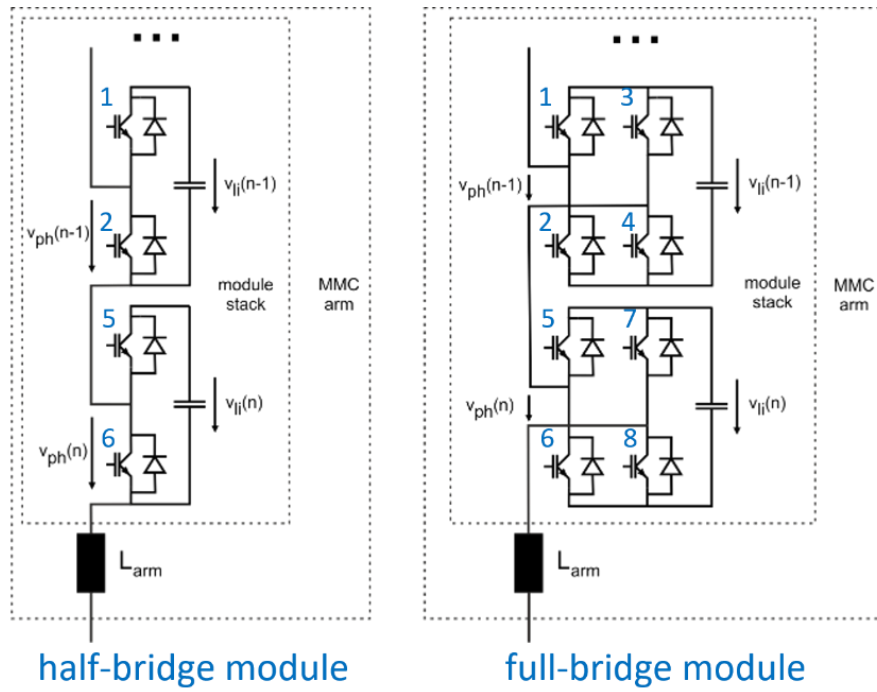 ...
1
v_li(n-1)
v_ph(n-1)
2
module
stack
MMC
arm
5
v_li(n)
v_ph(n)
6
L_arm
half-bridge module
...
1
3
v_ph(n-1)
v_li(n-1)
2
4
module
stack
MMC
arm
5
7
v_ph(n)
v_li(n)
6
8
L_arm
full-bridge module